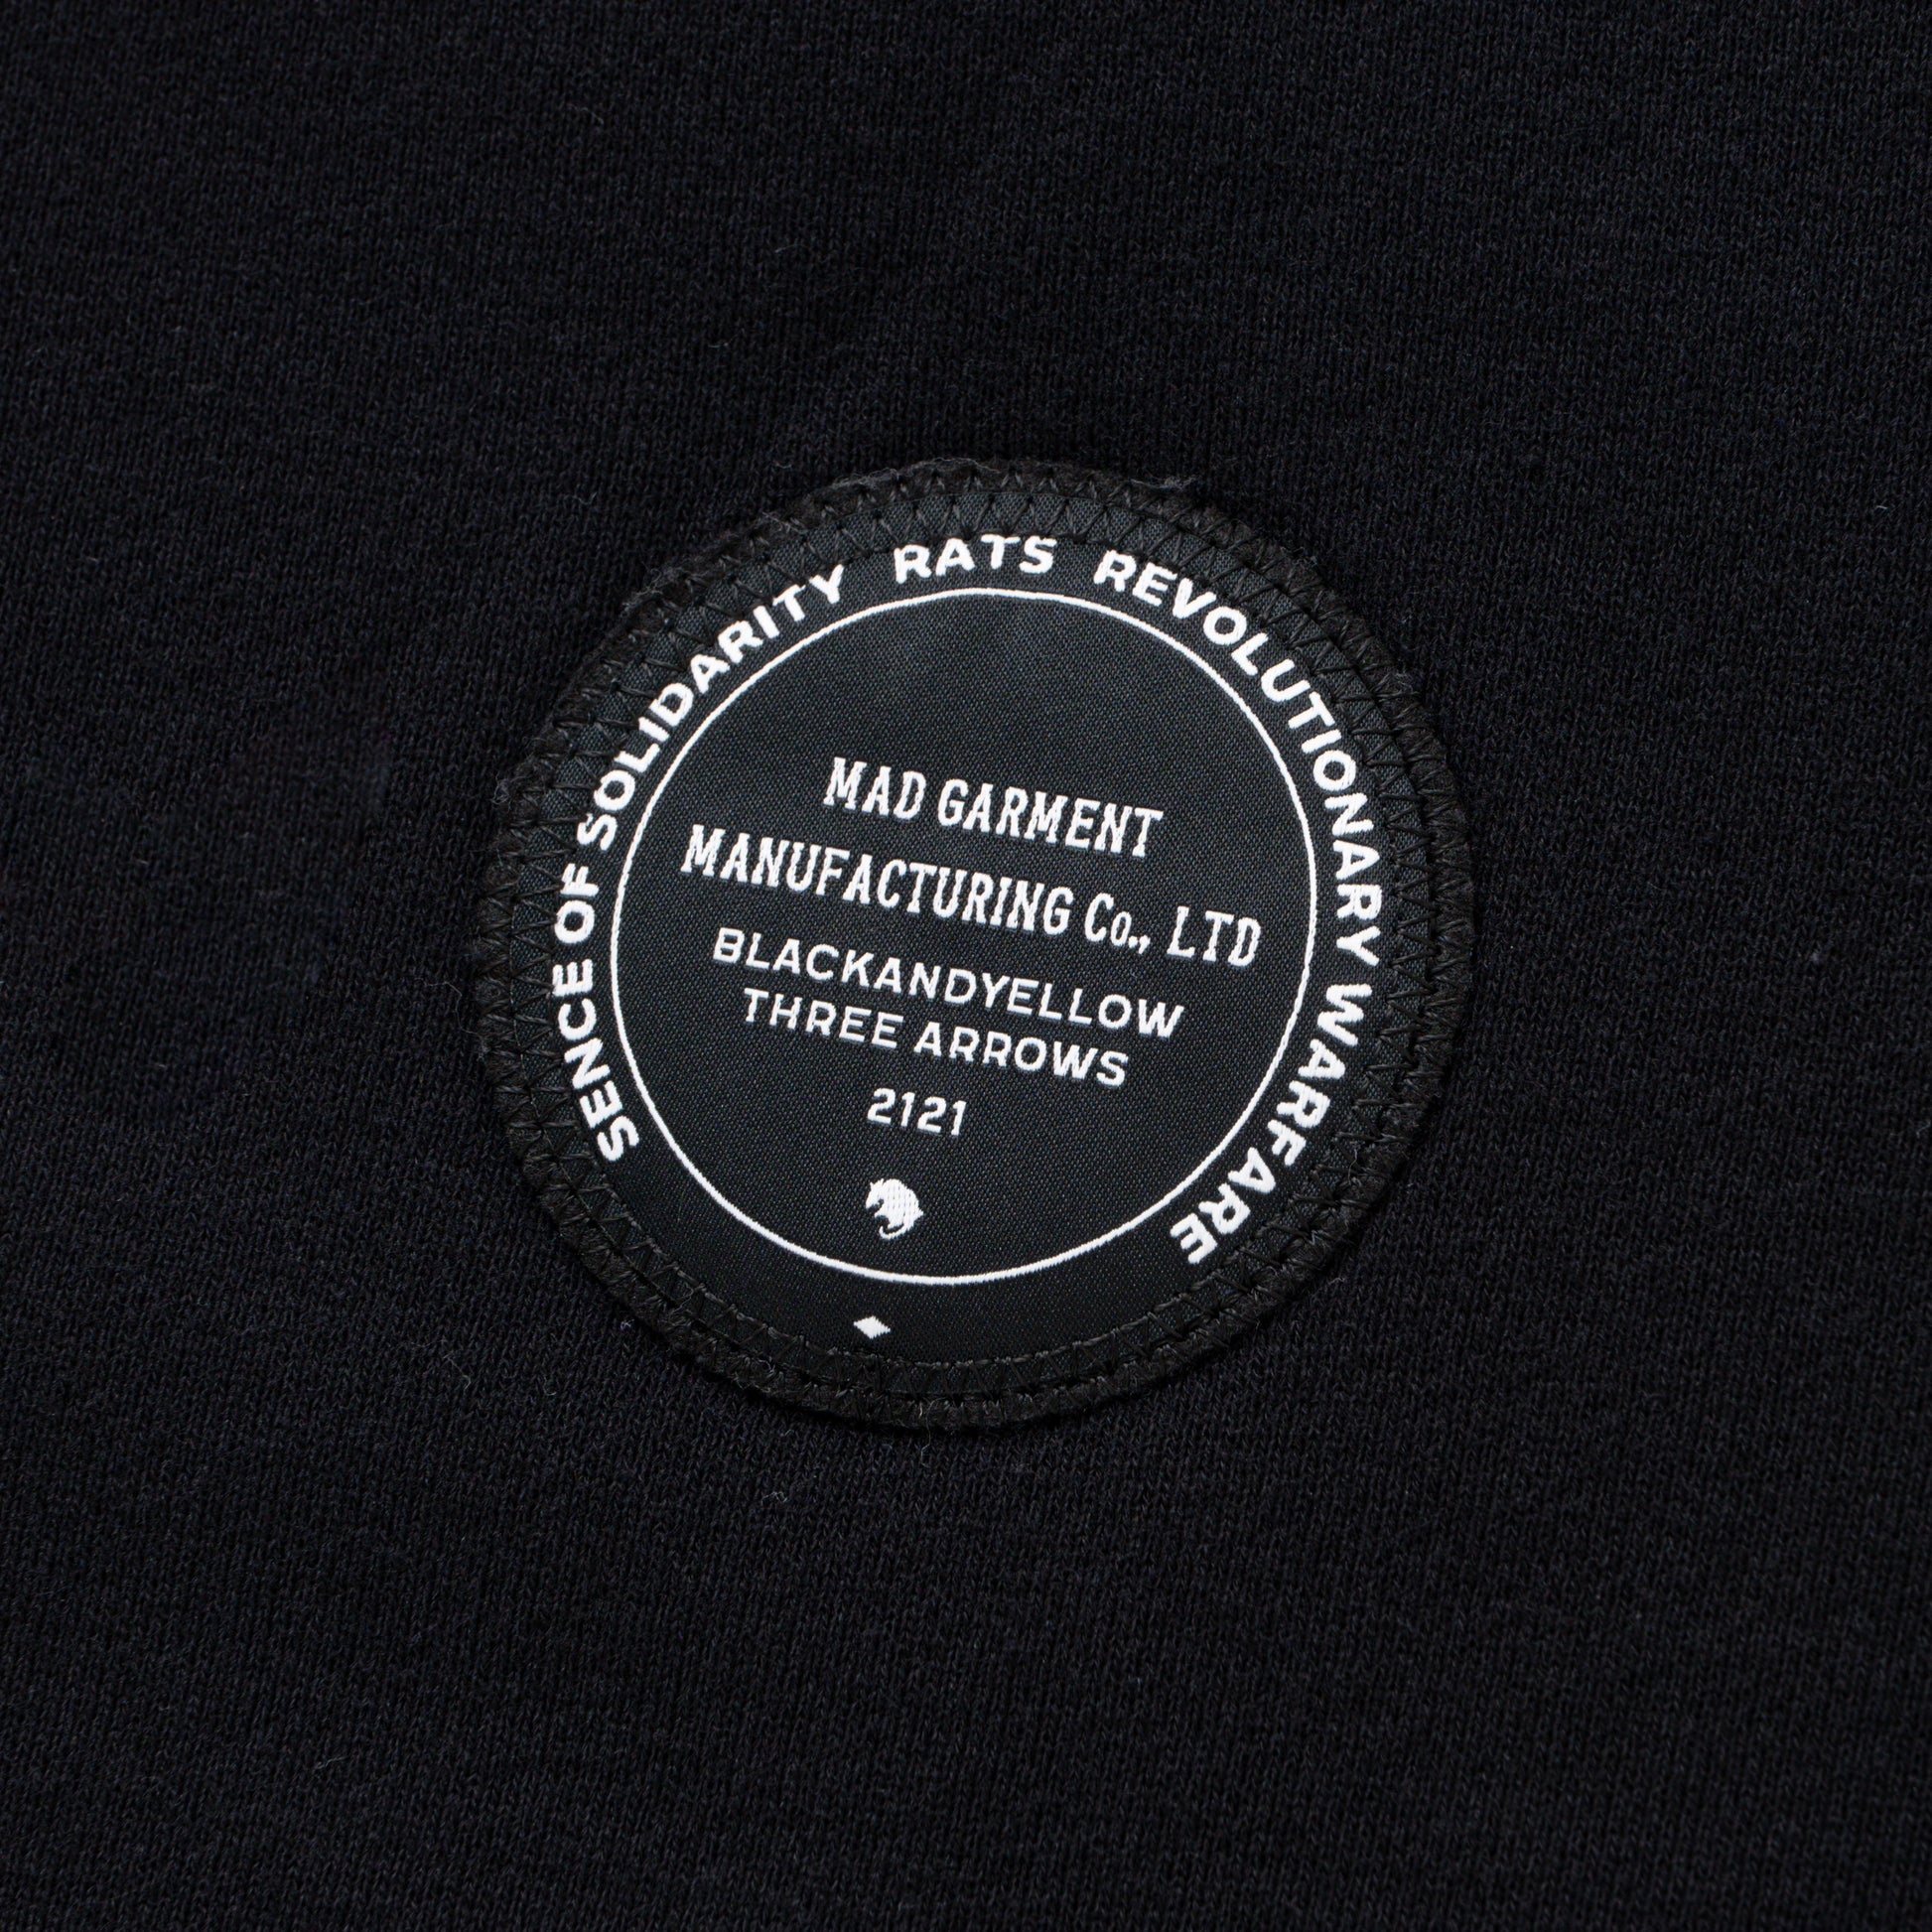 SENCE OF SOLIDARITY RATS REVOLUTIONARY WARFARE
MAD GARMENT
MANUFACTURING Co., LTD
BLACKANDYELLOW
THREE ARROWS
2121